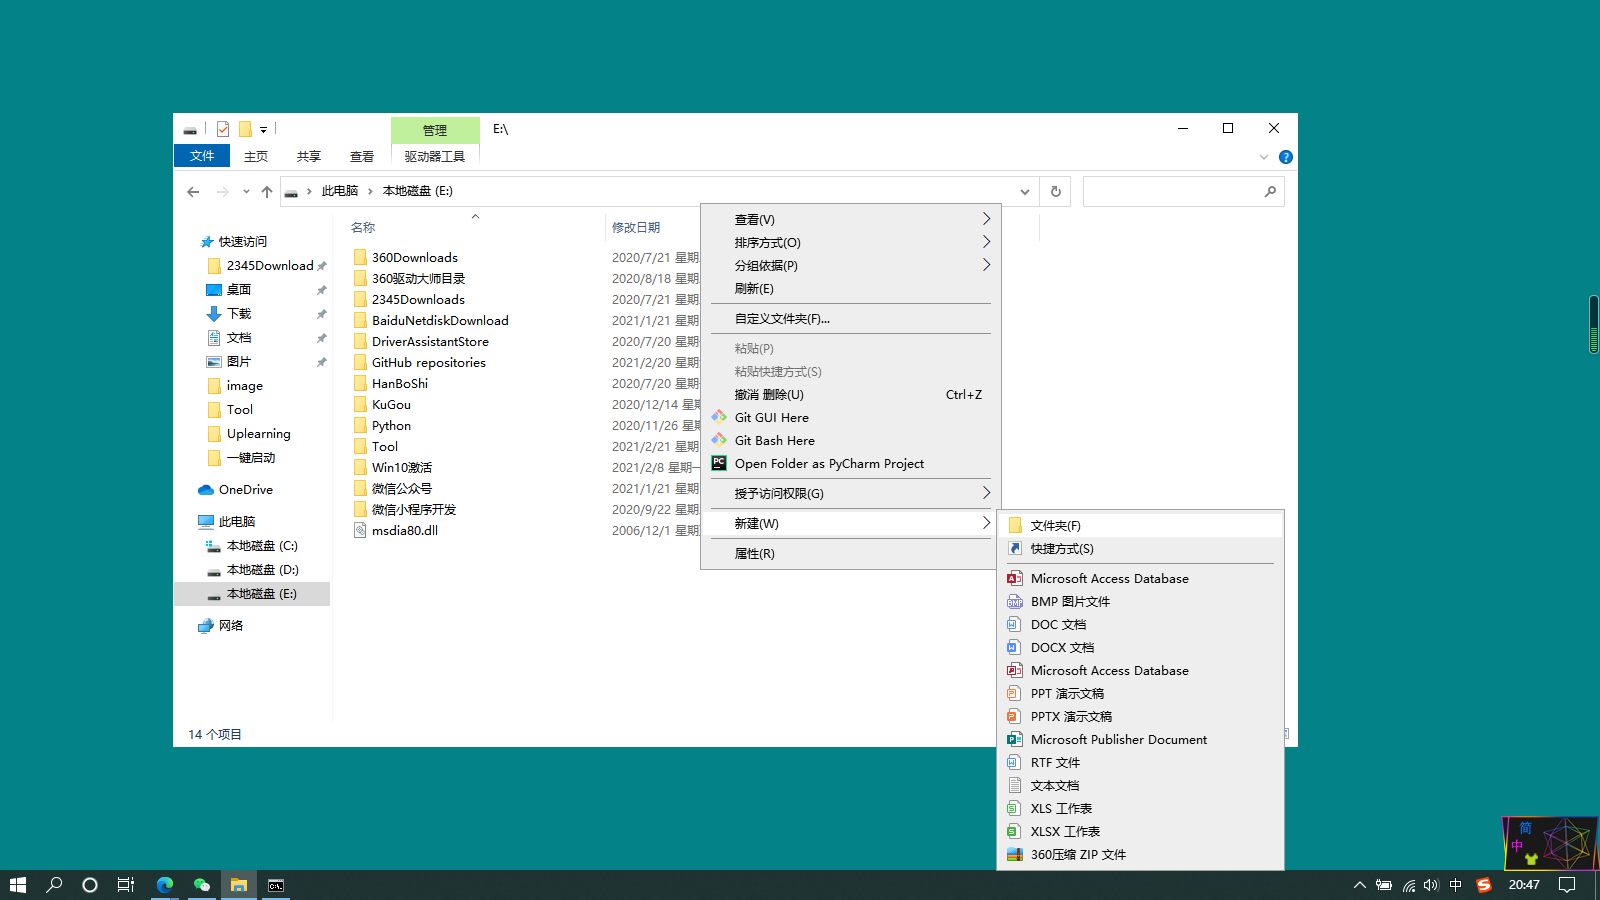 管理
E:\
文件
主页
共享
查看
驱动器工具
此电脑
本地磁盘 (E:)
快速访问
2345Download
桌面
下载
文档
图片
image
Tool
Uplearning
一键启动
OneDrive
此电脑
本地磁盘 (C:)
本地磁盘 (D:)
本地磁盘 (E:)
网络
14 个项目
名称
修改日期
360Downloads
2020/7/21 星期
360驱动大师目录
2020/8/18 星期
2345Downloads
2020/7/21 星期
BaiduNetdiskDownload
2021/1/21 星期
DriverAssistantStore
2020/7/20 星期
GitHub repositories
2021/2/20 星期
HanBoShi
2020/7/20 星期
KuGou
2020/12/14 星期
Python
2020/11/26 星期
Tool
2021/2/21 星期
Win10激活
2021/2/8 星期一
微信公众号
2021/1/21 星期
微信小程序开发
2020/9/22 星期
msdia80.dll
2006/12/1 星期
查看(V)
排序方式(O)
分组依据(P)
刷新(E)
自定义文件夹(F)...
粘贴(P)
粘贴快捷方式(S)
撤消 删除(U) Ctrl+Z
Git GUI Here
Git Bash Here
PC
Open Folder as PyCharm Project
授予访问权限(G)
新建(W)
属性(R)
文件夹(F)
快捷方式(S)
Microsoft Access Database
BMP 图片文件
DOC 文档
DOCX 文档
Microsoft Access Database
PPT 演示文稿
PPTX 演示文稿
Microsoft Publisher Document
RTF 文件
文本文档
XLS 工作表
XLSX 工作表
360压缩 ZIP 文件
简
中
中
20:47